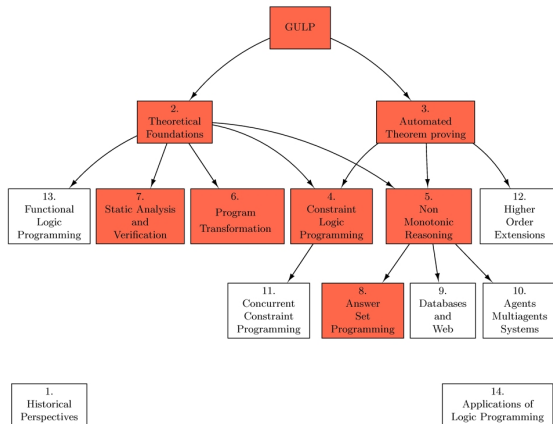 GULP
2.
Theoretical
Foundations
3.
Automated
Theorem proving
13.
Functional
Logic
Programming
7.
Static Analysis
and
Verification
6.
Program
Transformation
4.
Constraint
Logic
Programming
5.
Non
Monotonic
Reasoning
12.
Higher
Order
Extensions
11.
Concurrent
Constraint
Programming
8.
Answer
Set
Programming
9.
Databases
and
Web
10.
Agents
Multiagents
Systems
1.
Historical
Perspectives
14.
Applications of
Logic Programming